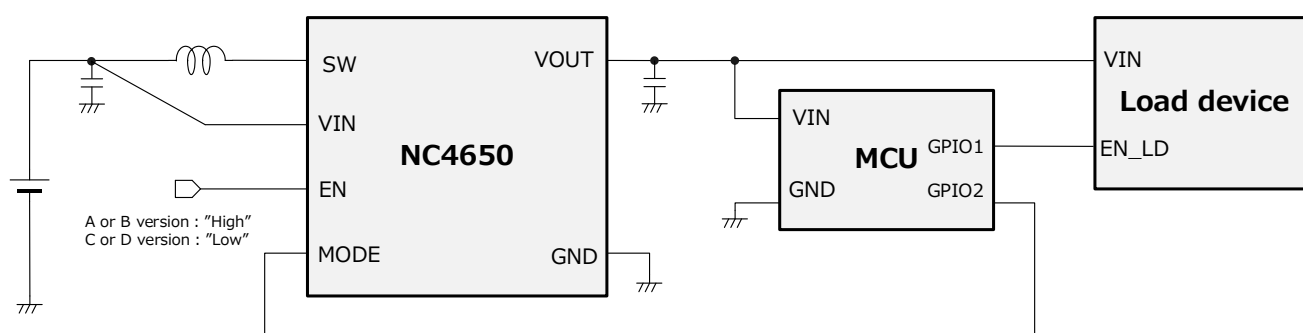 SW
VIN
EN
MODE
NC4650
VOUT
GND
A or B version : "High"
C or D version : "Low"
VIN
GND
MCU
GPIO1
GPIO2
VIN
Load device
EN_LD